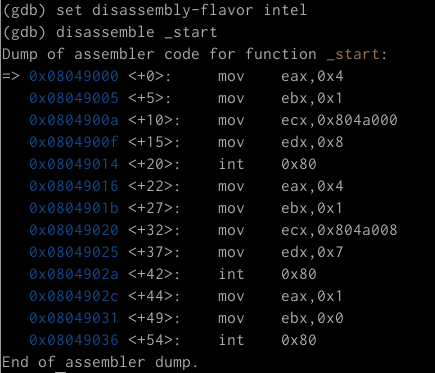 (gdb) set disassembly-flavor intel
(gdb) disassemble _start
Dump of assembler code for function _start:
=> 0x08049000 <+0>:     mov    eax,0x4
   0x08049005 <+5>:     mov    ebx,0x1
   0x0804900a <+10>:    mov    ecx,0x804a000
   0x0804900f <+15>:    mov    edx,0x8
   0x08049014 <+20>:    int    0x80
   0x08049016 <+22>:    mov    eax,0x4
   0x0804901b <+27>:    mov    ebx,0x1
   0x08049020 <+32>:    mov    ecx,0x804a008
   0x08049025 <+37>:    mov    edx,0x7
   0x0804902a <+42>:    int    0x80
   0x0804902c <+44>:    mov    eax,0x1
   0x08049031 <+49>:    mov    ebx,0x0
   0x08049036 <+54>:    int    0x80
End of assembler dump.